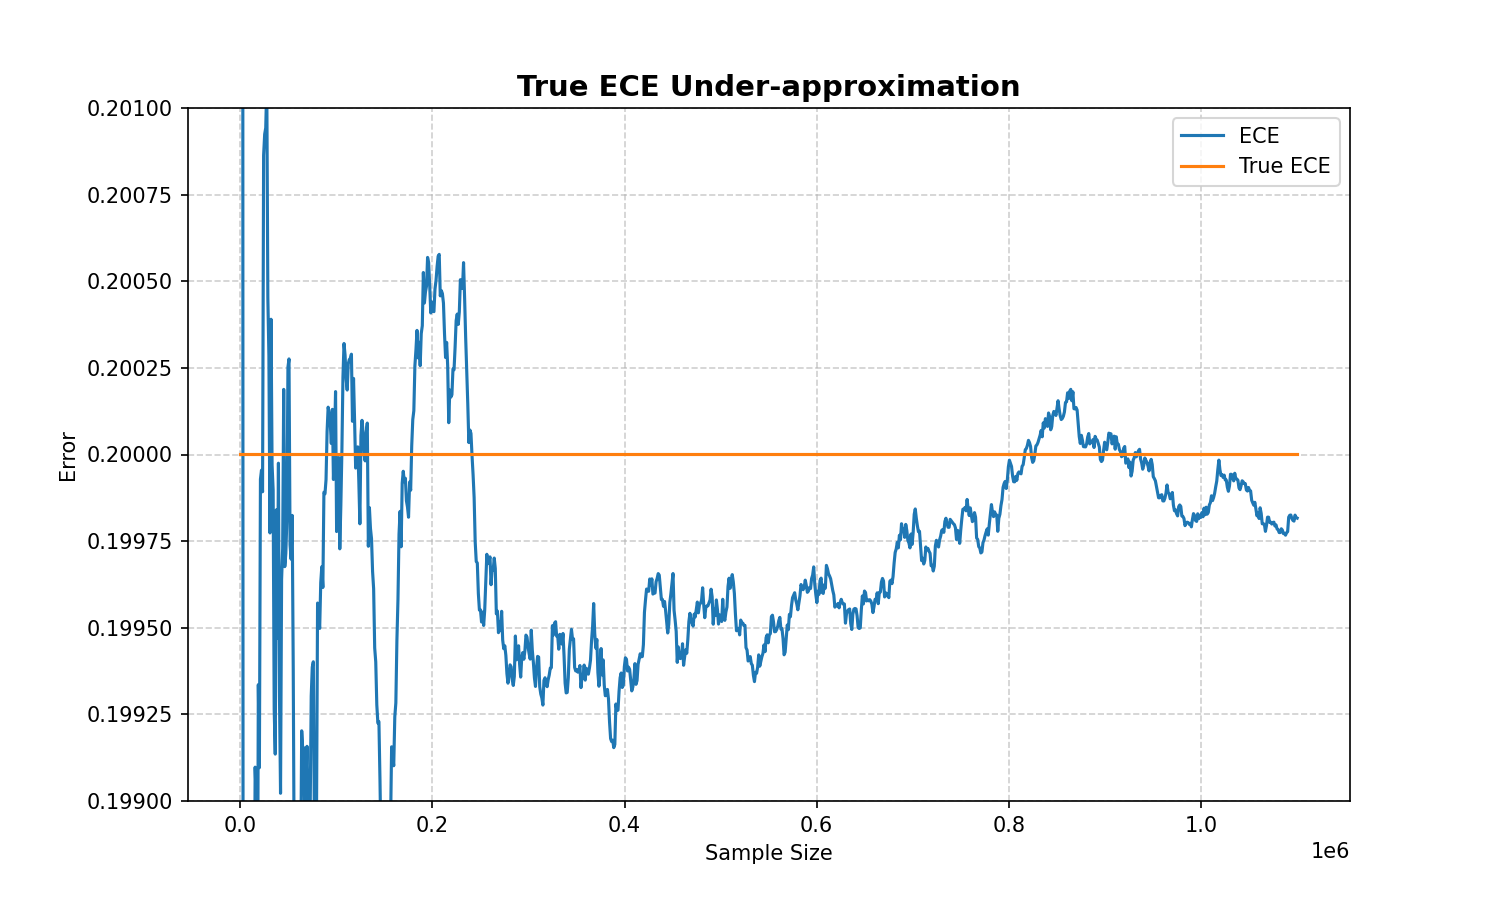 True ECE Under-approximation
ECE
True ECE
0.20100
0.20075
0.20050
0.20025
0.20000
0.19975
0.19950
0.19925
0.19900
Error
0.0 0.2 0.4 0.6 0.8 1.0
Sample Size
1e6